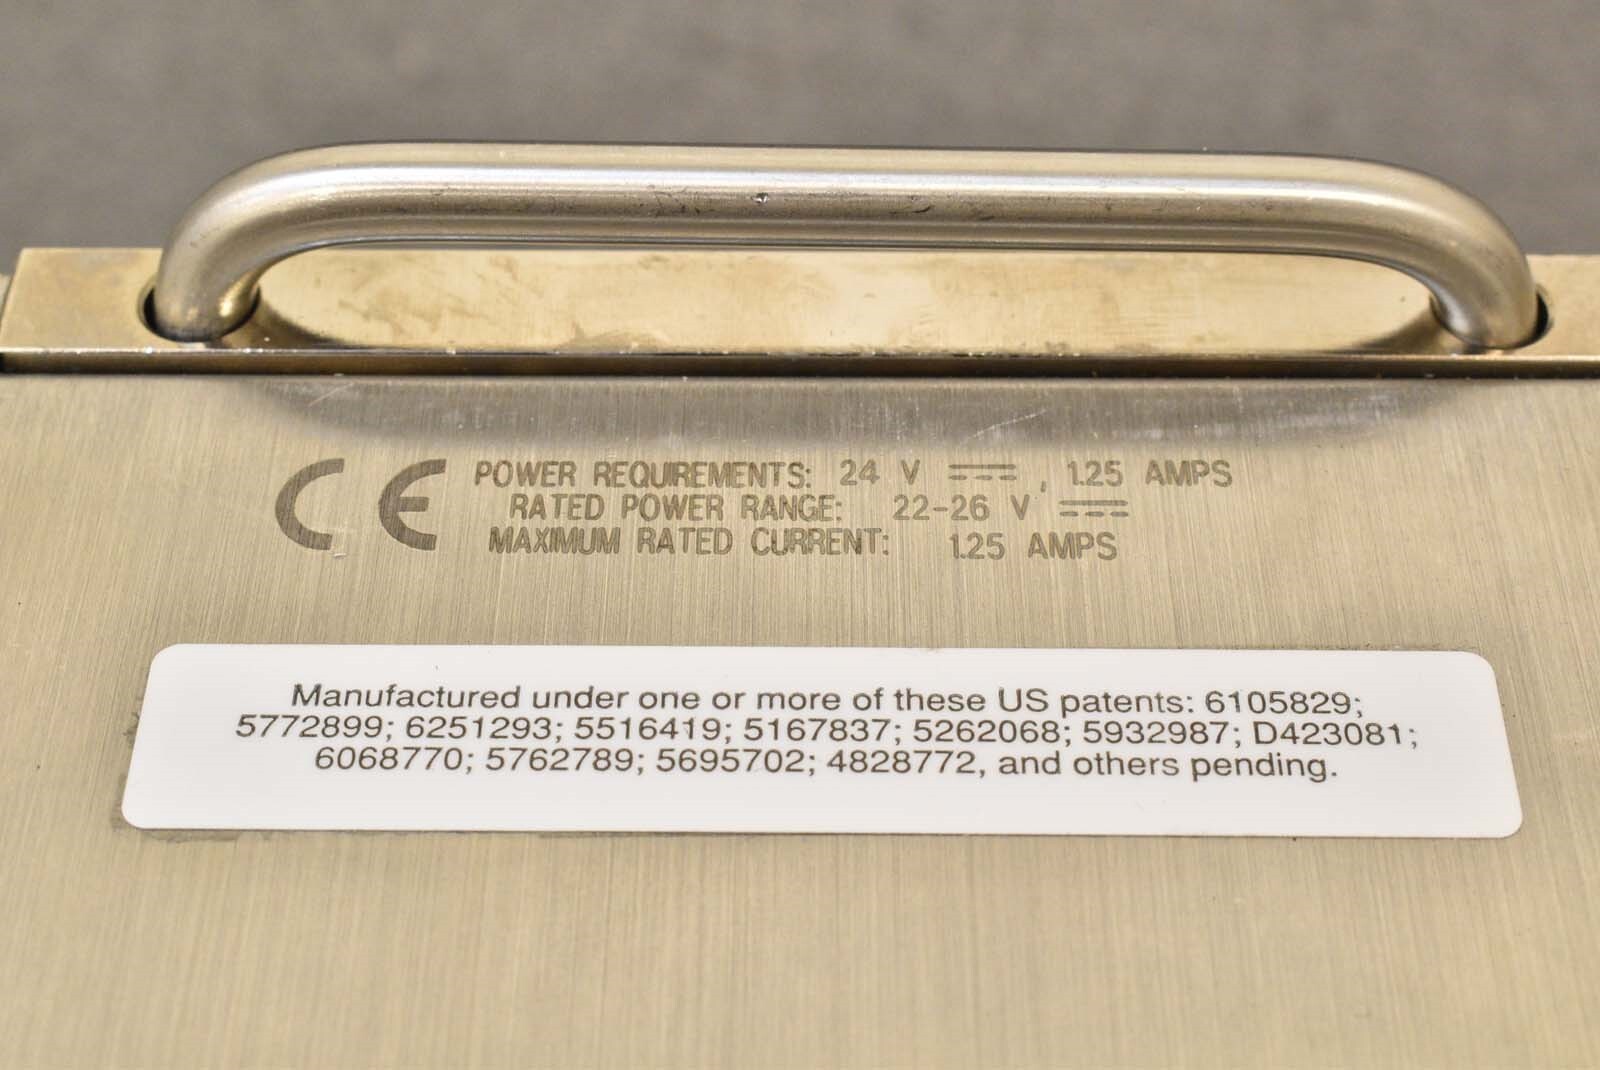 CE POWER REQUIREMENTS: 24 V ⎓, 1.25 AMPS
RATED POWER RANGE: 22-26 V ⎓
MAXIMUM RATED CURRENT: 1.25 AMPS
Manufactured under one or more of these US patents: 6105829;
5772899; 6251293; 5516419; 5167837; 5262068; 5932987; D423081;
6068770; 5762789; 5695702; 4828772, and others pending.